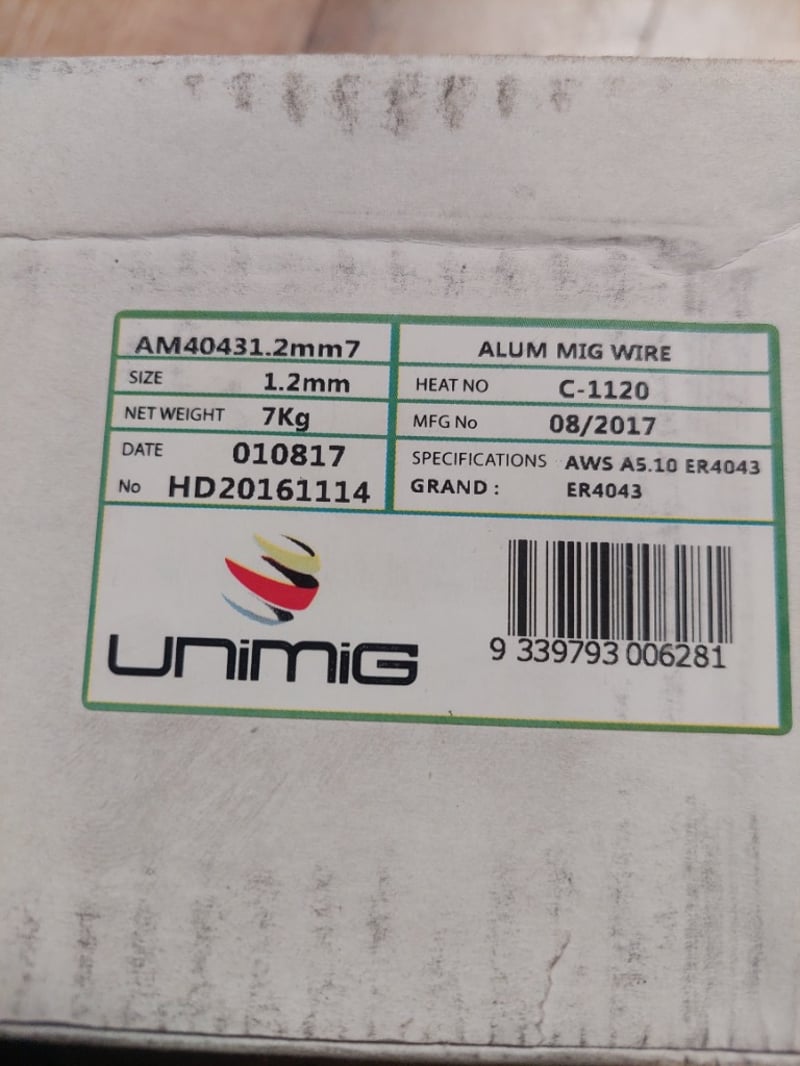 AM40431.2mm7
ALUM MIG WIRE
SIZE 1.2mm
HEAT NO C-1120
NET WEIGHT 7Kg
MFG No 08/2017
DATE 010817
SPECIFICATIONS AWS A5.10 ER4043
No HD20161114
GRAND : ER4043
UNiMiG
9 339793 006281